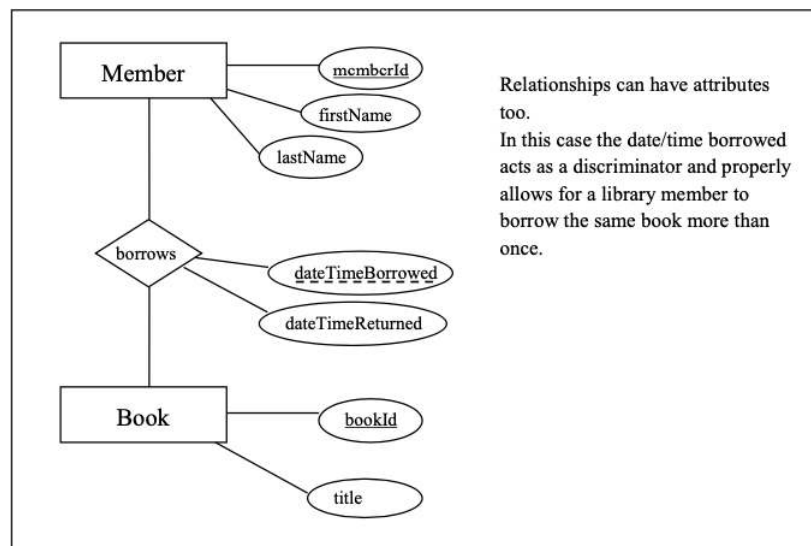 Member
memberId
firstName
lastName
Relationships can have attributes
too.
In this case the date/time borrowed
acts as a discriminator and properly
allows for a library member to
borrow the same book more than
once.
borrows
dateTimeBorrowed
dateTimeReturned
Book
bookId
title